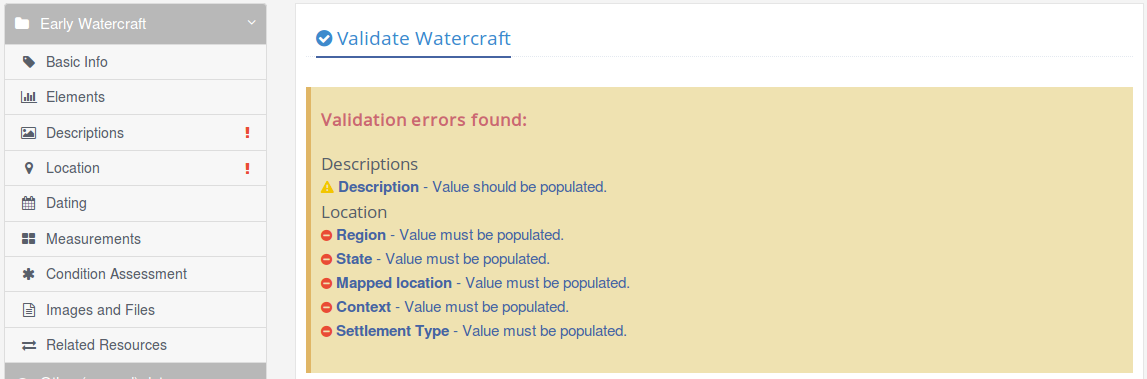 Early Watercraft
Basic Info
Elements
Descriptions
Location
Dating
Measurements
Condition Assessment
Images and Files
Related Resources
Validate Watercraft
Validation errors found:
Descriptions
Description - Value should be populated.
Location
Region - Value must be populated.
State - Value must be populated.
Mapped location - Value must be populated.
Context - Value must be populated.
Settlement Type - Value must be populated.